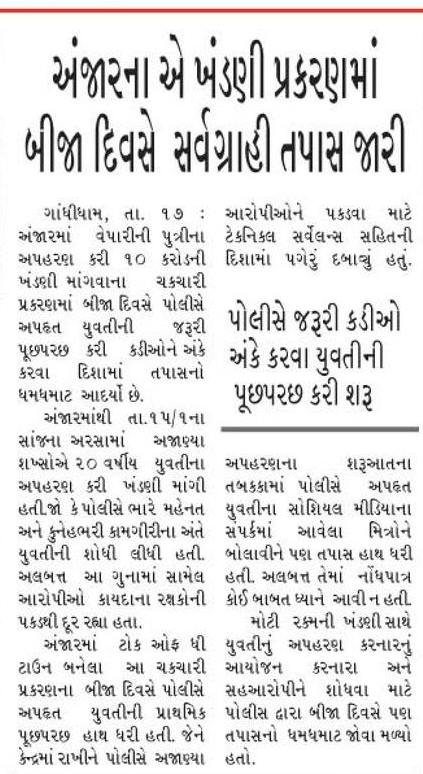 અંજારના એ ખંડણી પ્રકરણમાં
બીજા દિવસે સર્વગ્રાહી તપાસ જારી
ગાંધીધામ, તા. ૧૭ :
અંજારમાં વેપારીની પુત્રીના
અપહરણ કરી ૧૦ કરોડની
ખંડણી માંગવાના ચકચારી
પ્રકરણમાં બીજા દિવસે પોલીસે
અપહૃત યુવતીની જરૂરી
પૂછપરછ કરી કડીઓને અંકે
કરવા દિશામાં તપાસનો
ધમધમાટ આદર્યો છે.
અંજારમાંથી તા.૧૫/૧ના
સાંજના અરસામાં અજાણ્યા
શખ્સોએ ૨૦ વર્ષીય યુવતીના
અપહરણ કરી ખંડણી માંગી
હતી.જો કે પોલીસે ભારે મહેનત
અને કુનેહભરી કામગીરીના અંતે
યુવતીની શોધી લીધી હતી.
અલબત્ત આ ગુનામાં સામેલ
આરોપીઓ કાયદાના રક્ષકોની
પકડથી દૂર રહ્યા હતા.
અંજારમાં ટોક ઓફ ધી
ટાઉન બનેલા આ ચકચારી
પ્રકરણના બીજા દિવસે પોલીસે
અપહૃત યુવતીની પ્રાથમિક
પૂછપરછ હાથ ધરી હતી. જેને
કેન્દ્રમાં રાખીને પોલીસે અજાણ્યા
આરોપીઓને પકડવા માટે
ટેકનિકલ સર્વેલન્સ સહિતની
દિશામાં પગેરું દબાવ્યું હતું.
પોલીસે જરૂરી કડીઓ
અંકે કરવા યુવતીની
પૂછપરછ કરી શરૂ
અપહરણના શરૂઆતના
તબક્કામાં પોલીસે અપહૃત
યુવતીના સોશિયલ મીડિયાના
સંપર્કમાં આવેલા મિત્રોને
બોલાવીને પણ તપાસ હાથ ધરી
હતી. અલબત્ત તેમાં નોંધપાત્ર
કોઈ બાબત ધ્યાને આવી ન હતી.
મોટી રક્મની ખંડણી સાથે
યુવતીનું અપહરણ કરનારનું
આયોજન કરનારા અને
સહઆરોપીને શોધવા માટે
પોલીસ દ્વારા બીજા દિવસે પણ
તપાસનો ધમધમાટ જોવા મળ્યો
હતો.